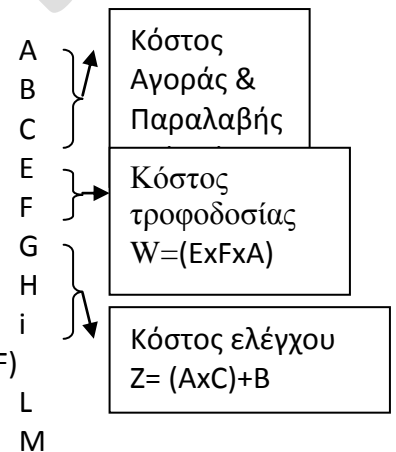 A
B
C
E
F
G
H
i
F)
L
M
Κόστος
Αγοράς &
Παραλαβής
Κόστος
τροφοδοσίας
W=(ExFxA)
Κόστος ελέγχου
Z= (AxC)+B